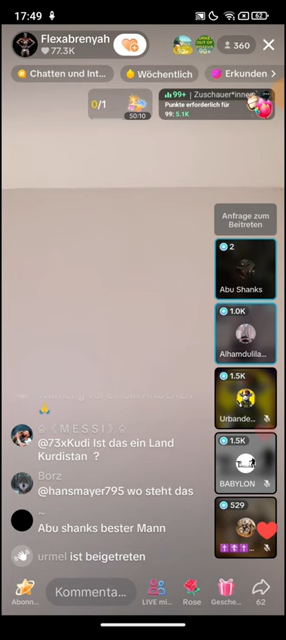 17:49
62
Flexabrenyah
77.3K
360
Chatten und Int...
Wöchentlich
Erkunden
0/1
50:10
99+ | Zuschauer*innen
Punkte erforderlich für
99: 5.1K
Anfrage zum
Beitreten
2
Abu Shanks
1.0K
Alhamdulila...
1.5K
Urbande...
1.5K
BABYLON
529
☆《 M E S S I 》☆
@73xKudi Ist das ein Land
Kurdistan ?
Borz
@hansmayer795 wo steht das
~
Abu shanks bester Mann
urmel ist beigetreten
Abonn...
Kommenta...
LIVE mi...
Rose
Gesche...
62